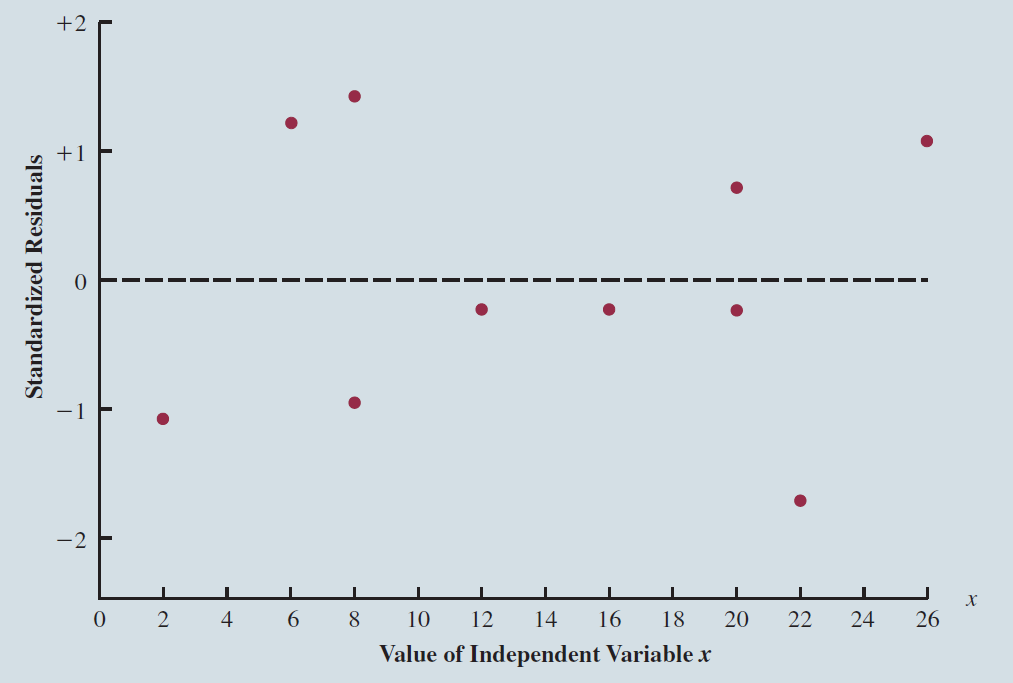 +2
+1
0
−1
−2
Standardized Residuals
0 2 4 6 8 10 12 14 16 18 20 22 24 26
x
Value of Independent Variable x